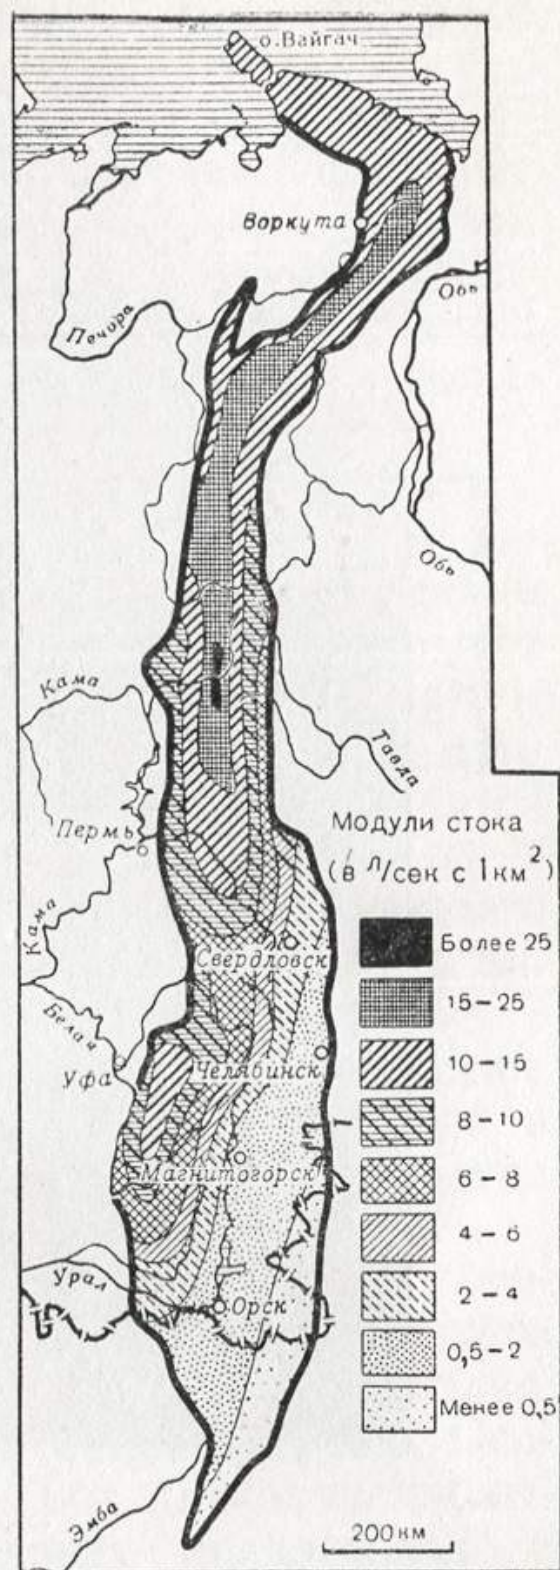 о. Вайгач
Воркута
Обь
Печора
Обь
Кама
Тавда
Модули стока
(в л/сек с 1 км²)
Пермь
Более 25
Кама
Свердловск
15 – 25
Белая
10 – 15
Уфа
Челябинск
8 – 10
Магнитогорск
6 – 8
4 – 6
Урал
Орск
2 – 4
0,5 – 2
Менее 0,5
Эмба
200 км